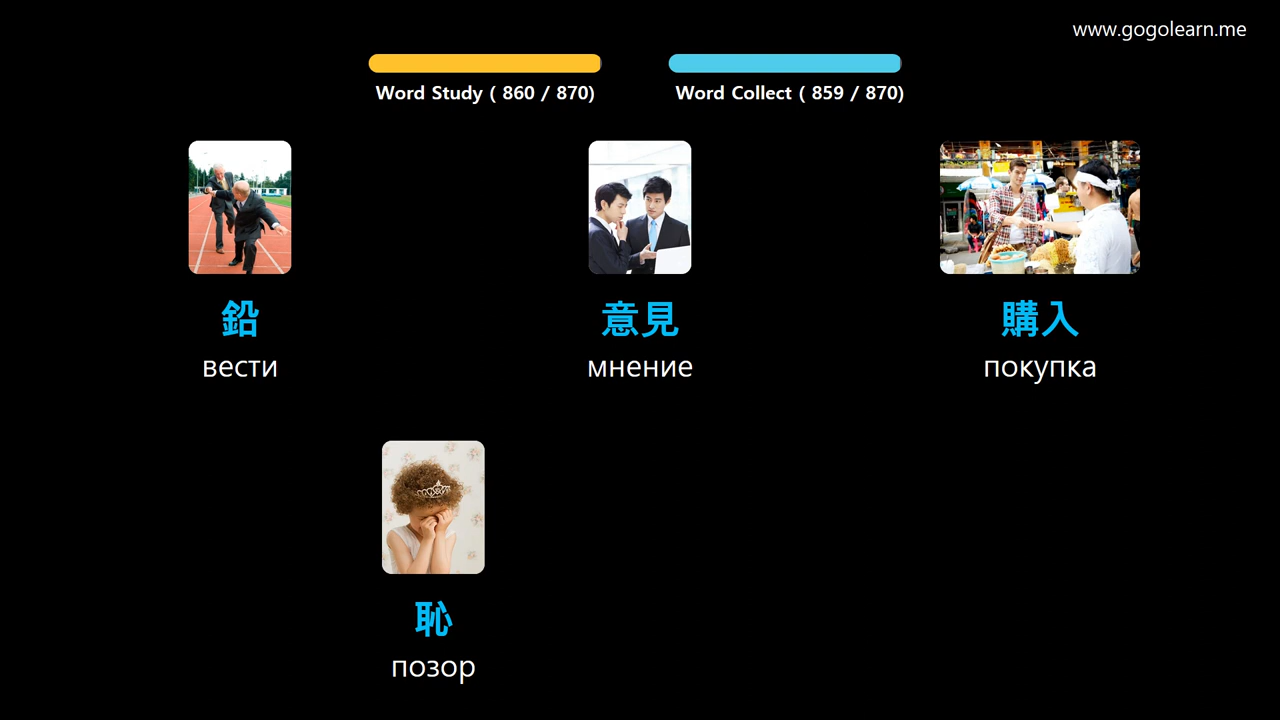 www.gogolearn.me
Word Study ( 860 / 870)
Word Collect ( 859 / 870)
鉛
вести
意見
мнение
購入
покупка
恥
позор